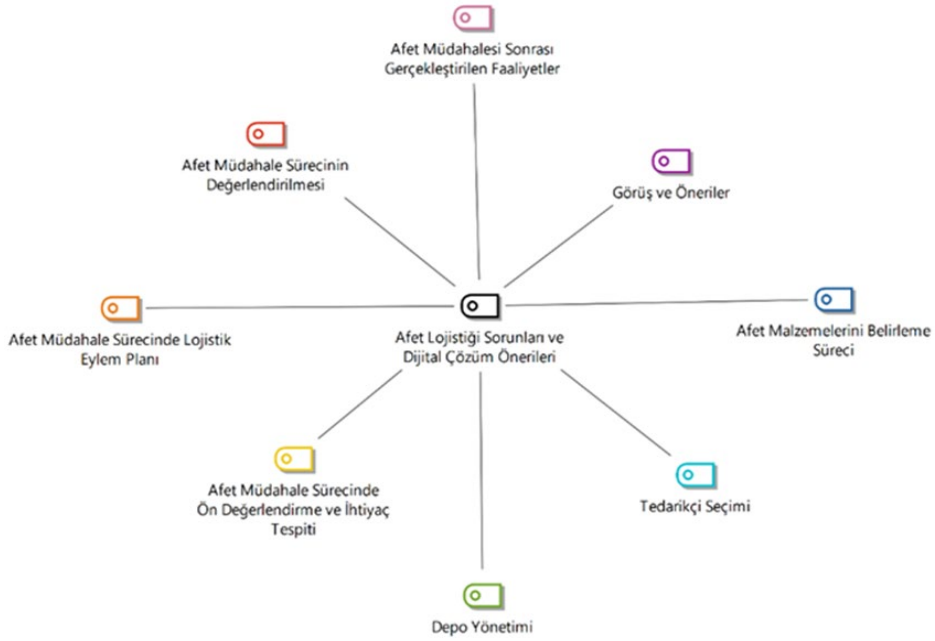 Afet Müdahalesi Sonrası
Gerçekleştirilen Faaliyetler
Afet Müdahale Sürecinin
Değerlendirilmesi
Görüş ve Öneriler
Afet Müdahale Sürecinde Lojistik
Eylem Planı
Afet Lojistiği Sorunları ve
Dijital Çözüm Önerileri
Afet Malzemelerini Belirleme
Süreci
Afet Müdahale Sürecinde
Ön Değerlendirme ve İhtiyaç
Tespiti
Tedarikçi Seçimi
Depo Yönetimi